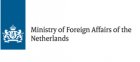 Ministry of Foreign Affairs of the
Netherlands